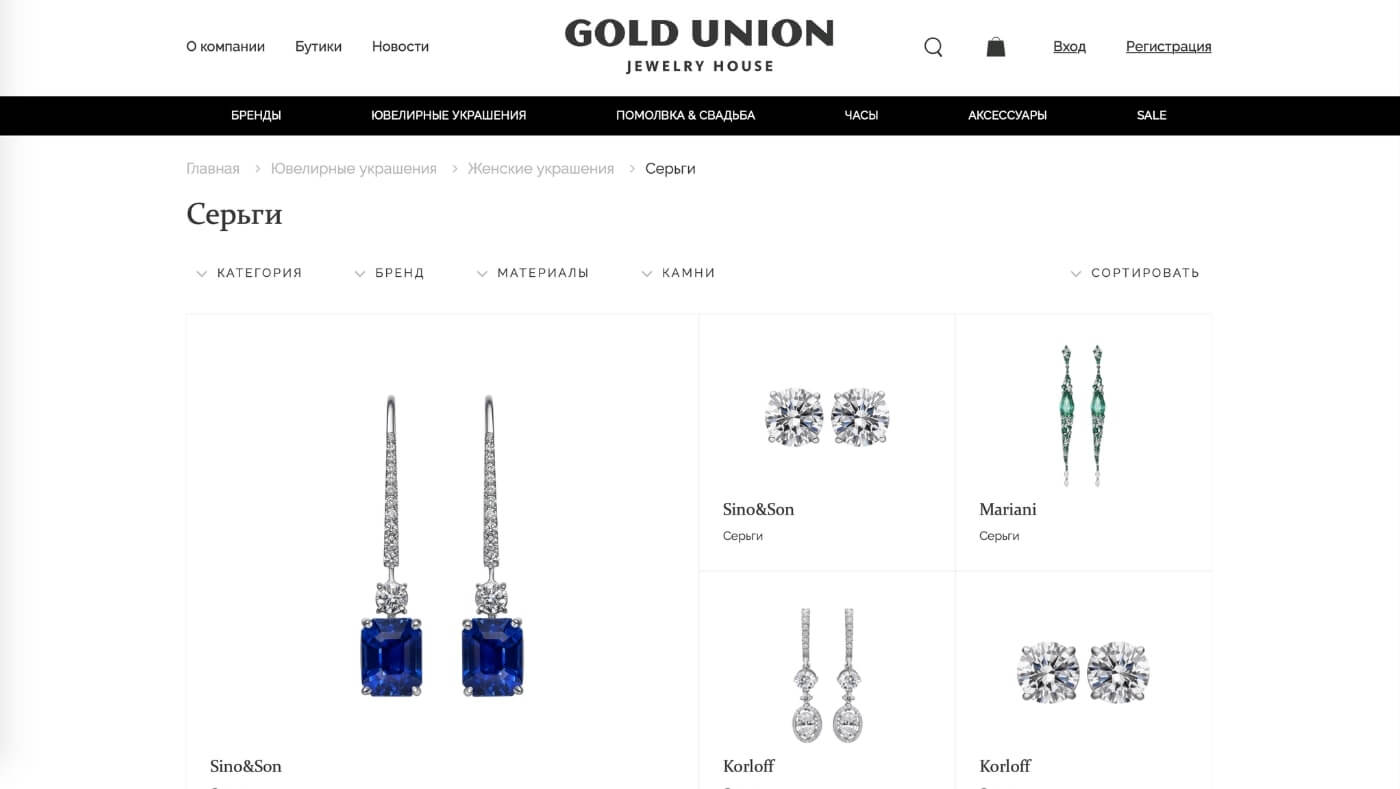 О компании
Бутики
Новости
GOLD UNION
JEWELRY HOUSE
Вход
Регистрация
БРЕНДЫ
ЮВЕЛИРНЫЕ УКРАШЕНИЯ
ПОМОЛВКА & СВАДЬБА
ЧАСЫ
АКСЕССУАРЫ
SALE
Главная > Ювелирные украшения > Женские украшения > Серьги
Серьги
КАТЕГОРИЯ
БРЕНД
МАТЕРИАЛЫ
КАМНИ
СОРТИРОВАТЬ
Sino&Son
Серьги
Mariani
Серьги
Sino&Son
Korloff
Korloff